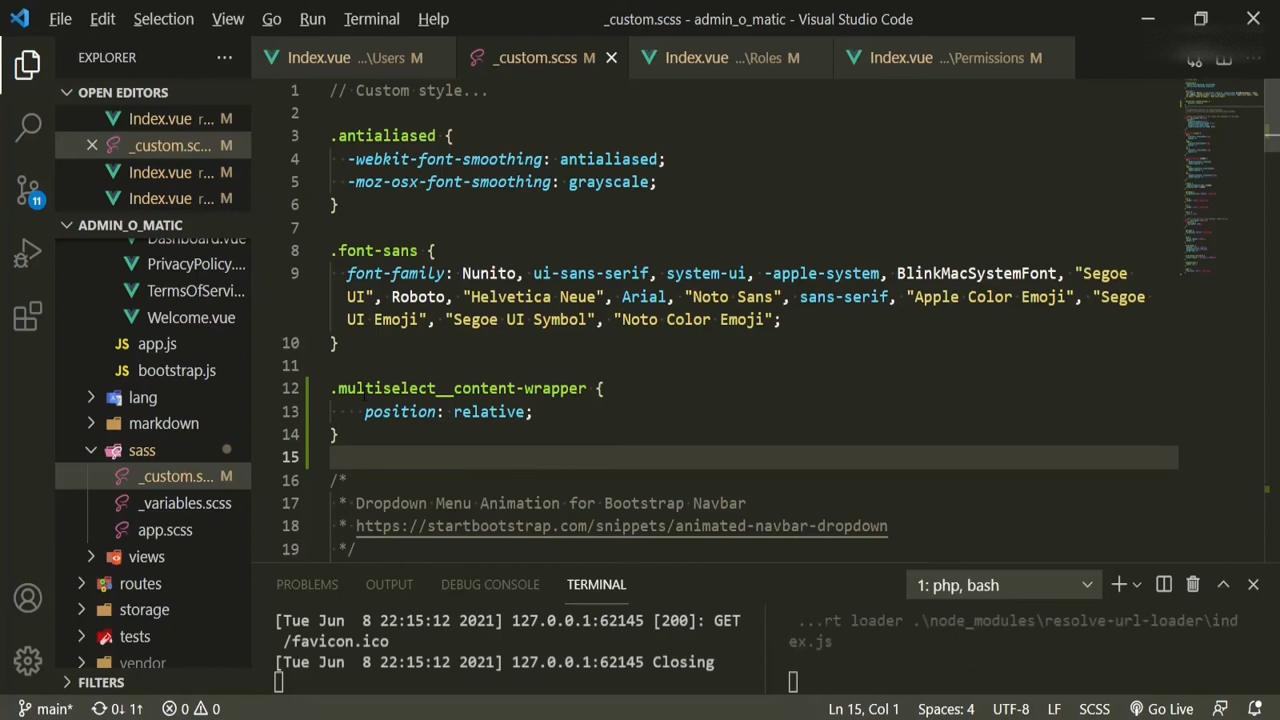 File Edit Selection View Go Run Terminal Help _custom.scss - admin_o_matic - Visual Studio Code
EXPLORER ...
Index.vue ...\Users M
_custom.scss M
Index.vue ...\Roles M
Index.vue ...\Permissions M
OPEN EDITORS
Index.vue r... M
_custom.sc... M
Index.vue r... M
Index.vue r... M
ADMIN_O_MATIC
Dashboard.vue
PrivacyPolicy....
TermsOfServi...
Welcome.vue
JS app.js
JS bootstrap.js
lang
markdown
sass
_custom.s... M
_variables.scss
app.scss
views
routes
storage
tests
vendor
FILTERS
11
1 // Custom style...
2
3 .antialiased {
4 -webkit-font-smoothing: antialiased;
5 -moz-osx-font-smoothing: grayscale;
6 }
7
8 .font-sans {
9 font-family: Nunito, ui-sans-serif, system-ui, -apple-system, BlinkMacSystemFont, "Segoe
UI", Roboto, "Helvetica Neue", Arial, "Noto Sans", sans-serif, "Apple Color Emoji", "Segoe
UI Emoji", "Segoe UI Symbol", "Noto Color Emoji";
10 }
11
12 .multiselect__content-wrapper {
13 position: relative;
14 }
15
16 /*
17 * Dropdown Menu Animation for Bootstrap Navbar
18 * https://startbootstrap.com/snippets/animated-navbar-dropdown
19 */
PROBLEMS OUTPUT DEBUG CONSOLE TERMINAL 1: php, bash
[Tue Jun 8 22:15:12 2021] 127.0.0.1:62145 [200]: GET
/favicon.ico
[Tue Jun 8 22:15:12 2021] 127.0.0.1:62145 Closing
...rt loader .\node_modules\resolve-url-loader\ind
ex.js
main* 0↓ 1↑ 0 0 Ln 15, Col 1 Spaces: 4 UTF-8 LF SCSS Go Live